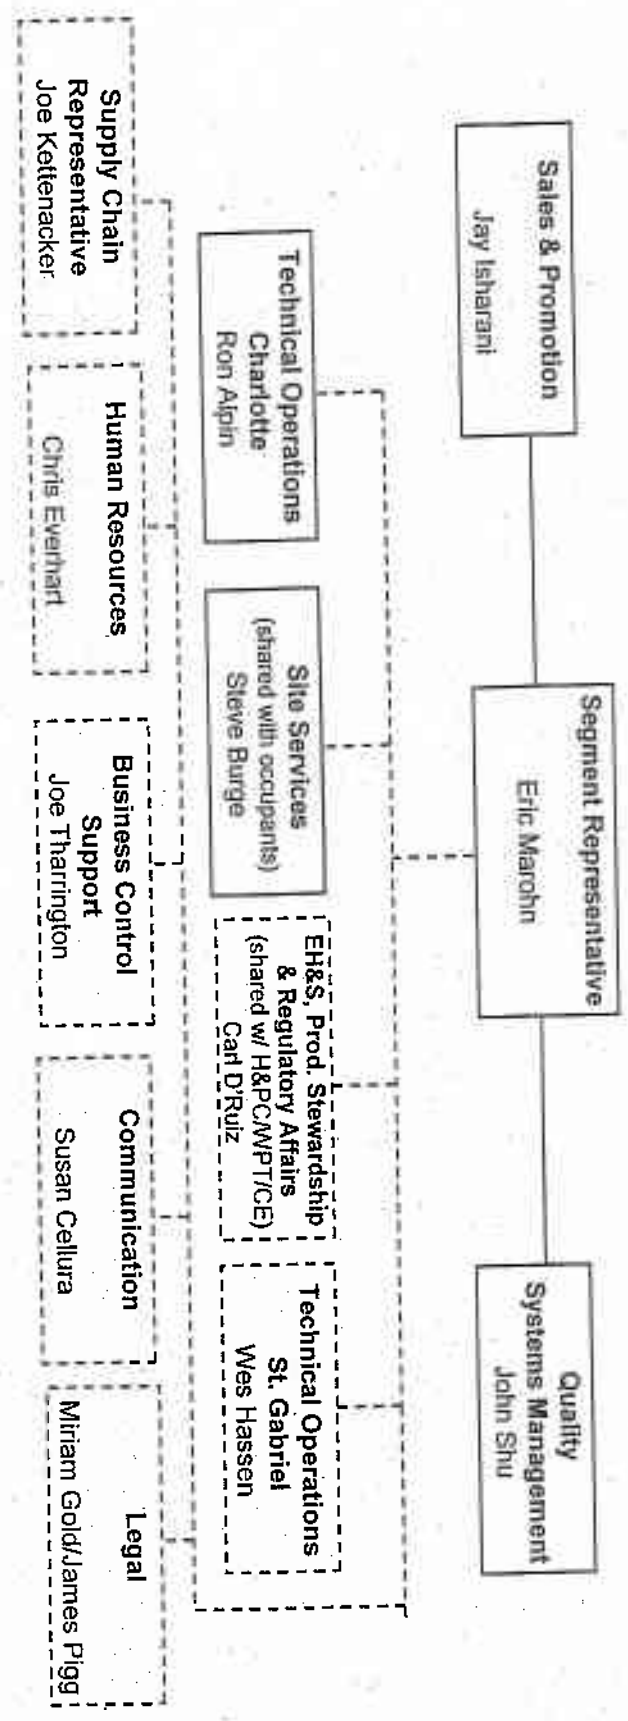 Sales & Promotion
Jay Isharani
Segment Representative
Eric Marohn
Quality
Systems Management
John Shu
Technical Operations
Charlotte
Ron Alpin
Site Services
(shared with occupants)
Steve Burge
EH&S, Prod. Stewardship
& Regulatory Affairs
(shared w/ H&PC/WPT/CE)
Carl D'Ruiz
Technical Operations
St. Gabriel
Wes Hassen
Supply Chain
Representative
Joe Kettenacker
Human Resources
Chris Everhart
Business Control
Support
Joe Tharrington
Communication
Susan Cellura
Legal
Miriam Gold/James Pigg